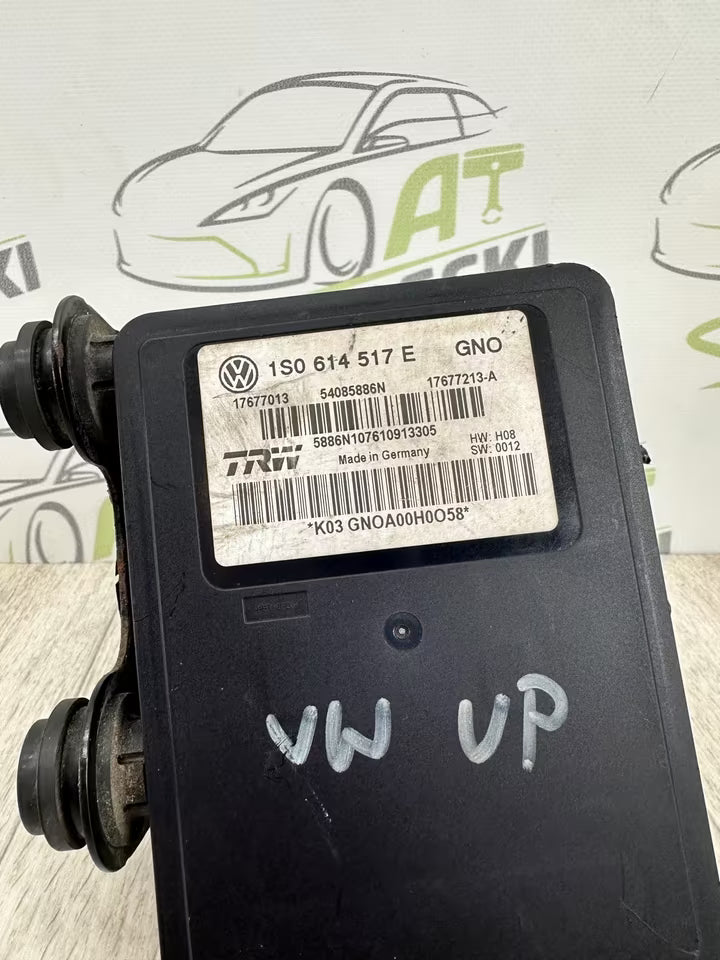 AT
SKI
1S0 614 517 E GNO
17677013 54085886N 17677213-A
5886N107610913305
TRW Made in Germany HW: H08
SW: 0012
*K03 GNOA00H0O58*
VW UP